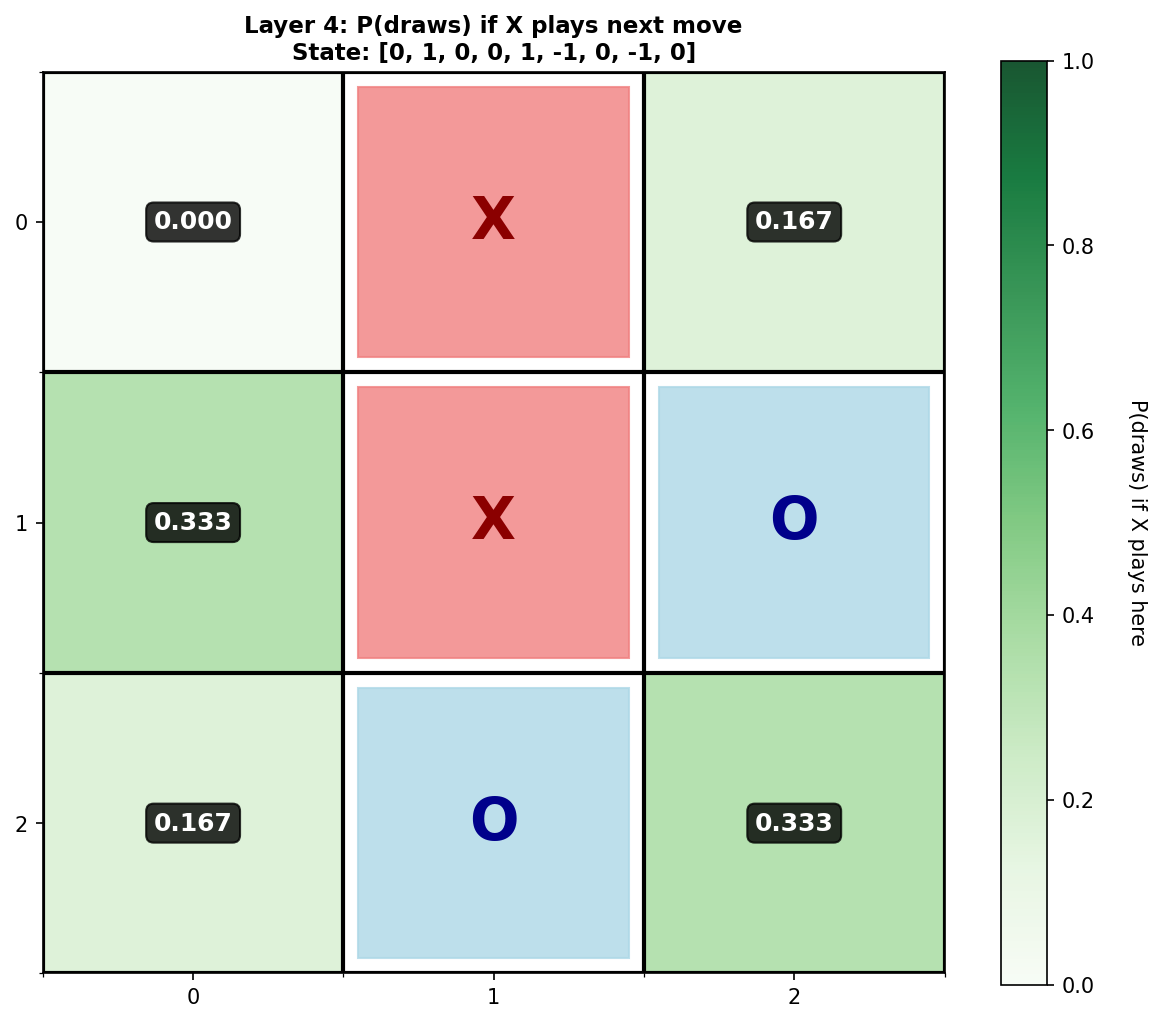 Layer 4: P(draws) if X plays next move
State: [0, 1, 0, 0, 1, -1, 0, -1, 0]
0.000
X
0.167
0.333
X
O
0.167
O
0.333
0
1
2
0
1
2
1.0
0.8
0.6
0.4
0.2
0.0
P(draws) if X plays here